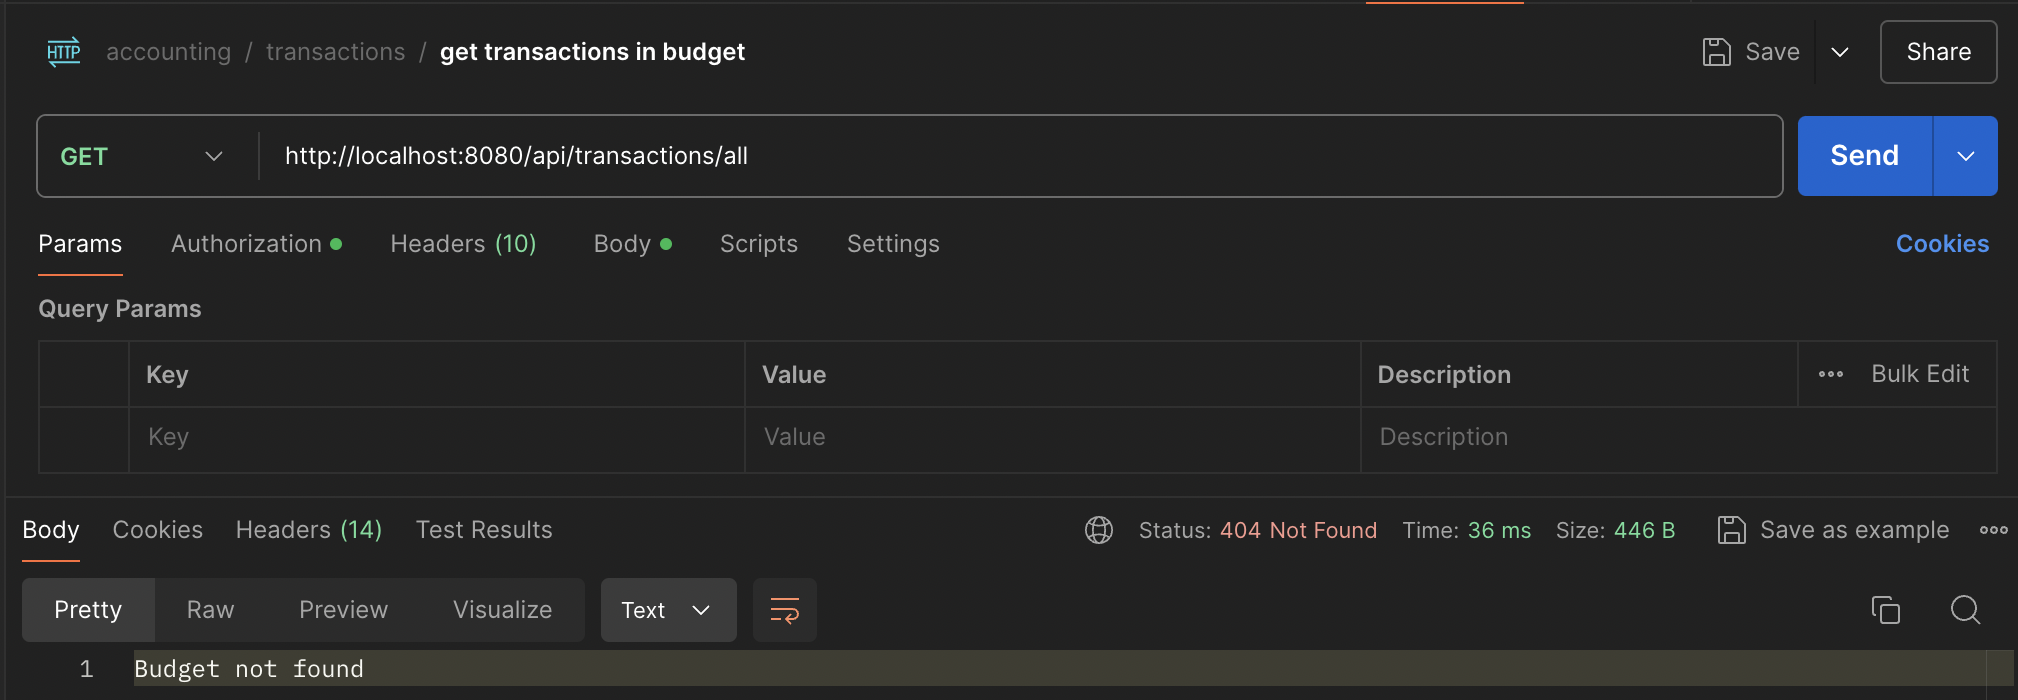 HTTP accounting / transactions / get transactions in budget Save Share
GET http://localhost:8080/api/transactions/all Send
Params Authorization Headers (10) Body Scripts Settings Cookies
Query Params
Key Value Description Bulk Edit
Key Value Description
Body Cookies Headers (14) Test Results Status: 404 Not Found Time: 36 ms Size: 446 B Save as example
Pretty Raw Preview Visualize Text
1 Budget not found